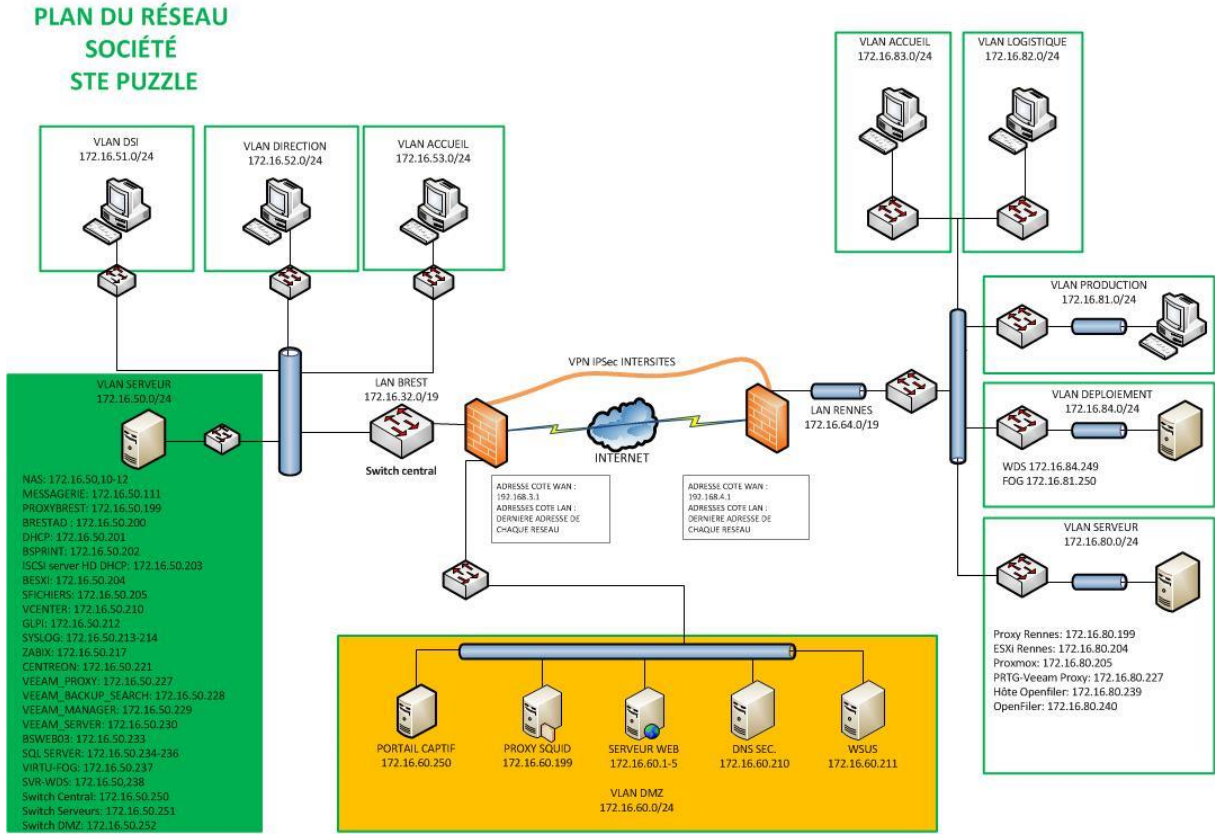 PLAN DU RÉSEAU
SOCIÉTÉ
STE PUZZLE
VLAN DSI
172.16.51.0/24
VLAN DIRECTION
172.16.52.0/24
VLAN ACCUEIL
172.16.53.0/24
VLAN ACCUEIL
172.16.83.0/24
VLAN LOGISTIQUE
172.16.82.0/24
VLAN PRODUCTION
172.16.81.0/24
VLAN DEPLOIEMENT
172.16.84.0/24
WDS 172.16.84.249
FOG 172.16.81.250
VLAN SERVEUR
172.16.80.0/24
Proxy Rennes: 172.16.80.199
ESXi Rennes: 172.16.80.204
Proxmox: 172.16.80.205
PRTG-Veeam Proxy: 172.16.80.227
Hôte Openfiler: 172.16.80.239
OpenFiler: 172.16.80.240
VPN IPSec INTERSITES
LAN BREST
172.16.32.0/19
Switch central
INTERNET
LAN RENNES
172.16.64.0/19
ADRESSE COTE WAN :
192.168.3.1
ADRESSES COTE LAN :
DERNIERE ADRESSE DE
CHAQUE RESEAU
ADRESSE COTE WAN :
192.168.4.1
ADRESSES COTE LAN :
DERNIERE ADRESSE DE
CHAQUE RESEAU
VLAN SERVEUR
172.16.50.0/24
NAS: 172.16.50,10-12
MESSAGERIE: 172.16.50.111
PROXYBREST: 172.16.50.199
BRESTAD : 172.16.50.200
DHCP: 172.16.50.201
BSPRINT: 172.16.50.202
ISCSI server HD DHCP: 172.16.50.203
BESXI: 172.16.50.204
SFICHIERS: 172.16.50.205
VCENTER: 172.16.50.210
GLPI: 172.16.50.212
SYSLOG: 172.16.50.213-214
ZABIX: 172.16.50.217
CENTREON: 172.16.50.221
VEEAM_PROXY: 172.16.50.227
VEEAM_BACKUP_SEARCH: 172.16.50.228
VEEAM_MANAGER: 172.16.50.229
VEEAM_SERVER: 172.16.50.230
BSWEB03: 172.16.50.233
SQL SERVER: 172.16.50.234-236
VIRTU-FOG: 172.16.50.237
SVR-WDS: 172.16.50,238
Switch Central: 172.16.50.250
Switch Serveurs: 172.16.50.251
Switch DMZ: 172.16.50.252
PORTAIL CAPTIF
172.16.60.250
PROXY SQUID
172.16.60.199
SERVEUR WEB
172.16.60.1-5
DNS SEC.
172.16.60.210
WSUS
172.16.60.211
VLAN DMZ
172.16.60.0/24